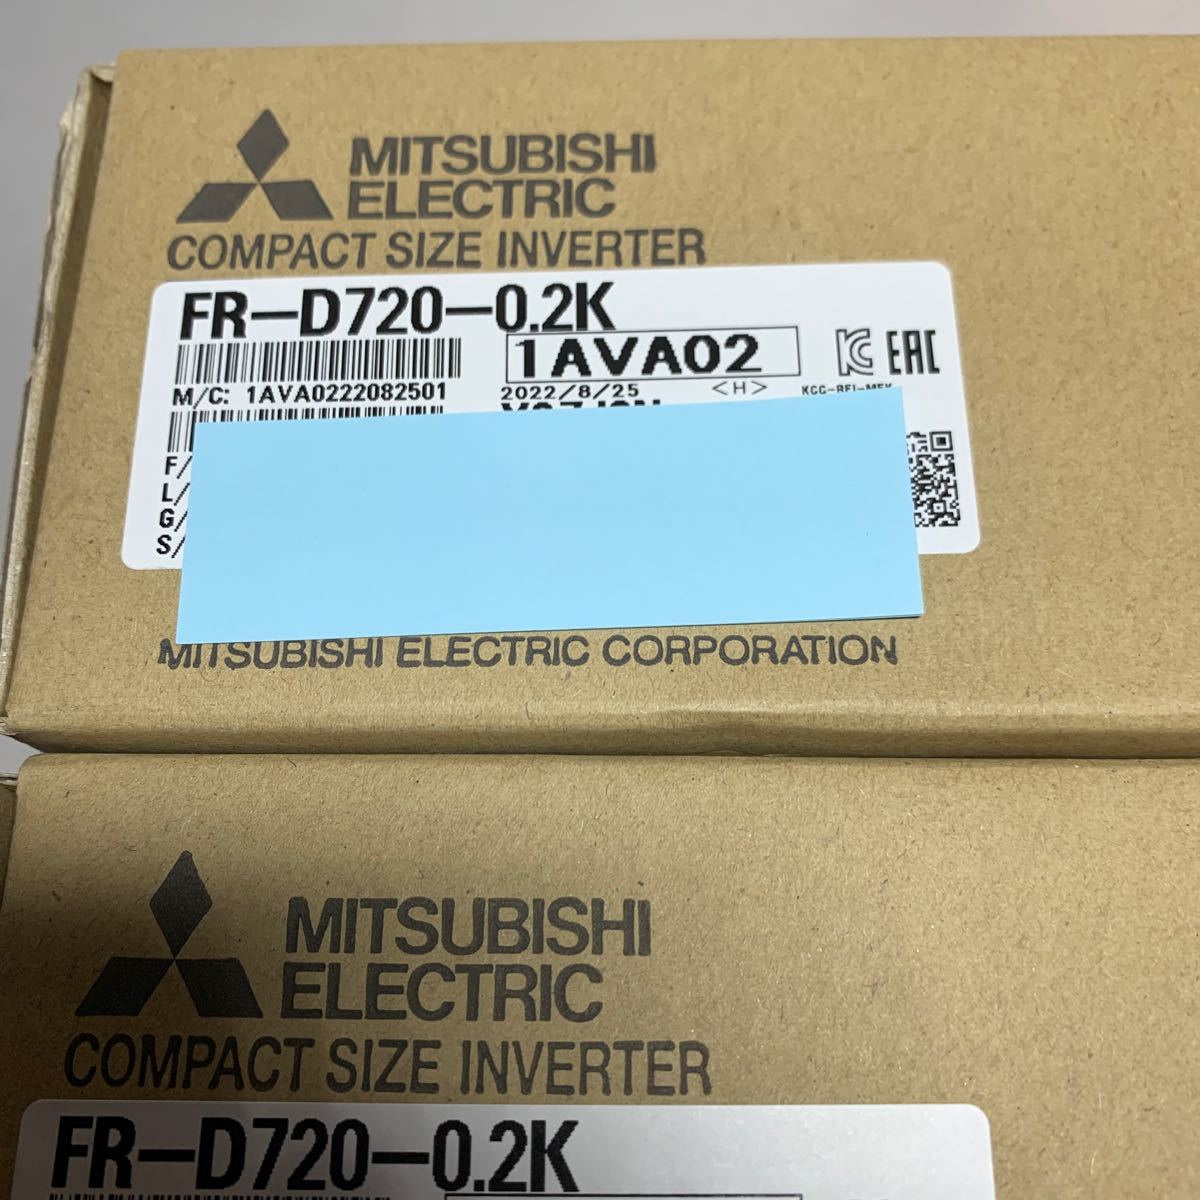 MITSUBISHI
ELECTRIC
COMPACT SIZE INVERTER
FR-D720-0.2K
1AVA02
EAC
M/C: 1AVA0222082501
2022/8/25
<H>
F/
L/
G/
S/
MITSUBISHI ELECTRIC CORPORATION
MITSUBISHI
ELECTRIC
COMPACT SIZE INVERTER
FR-D720-0.2K